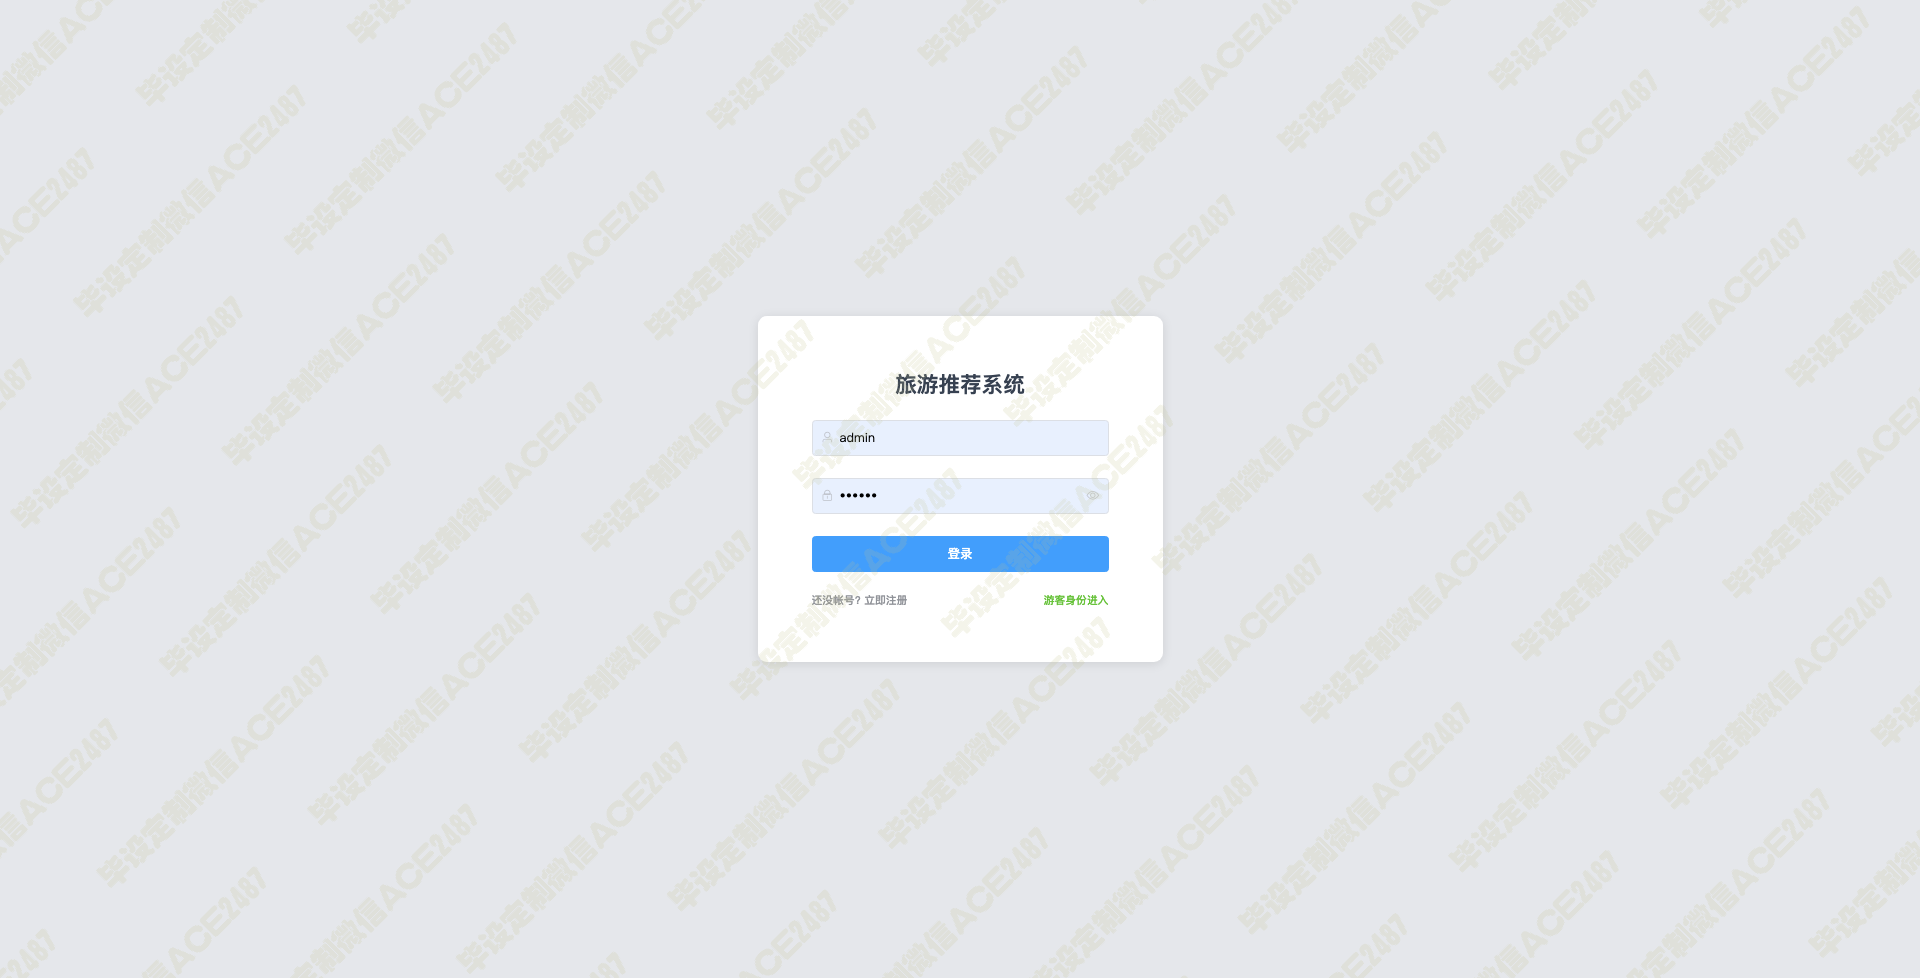 旅游推荐系统
admin
••••••
登录
还没帐号? 立即注册
游客身份进入
毕设定制微信ACE2487